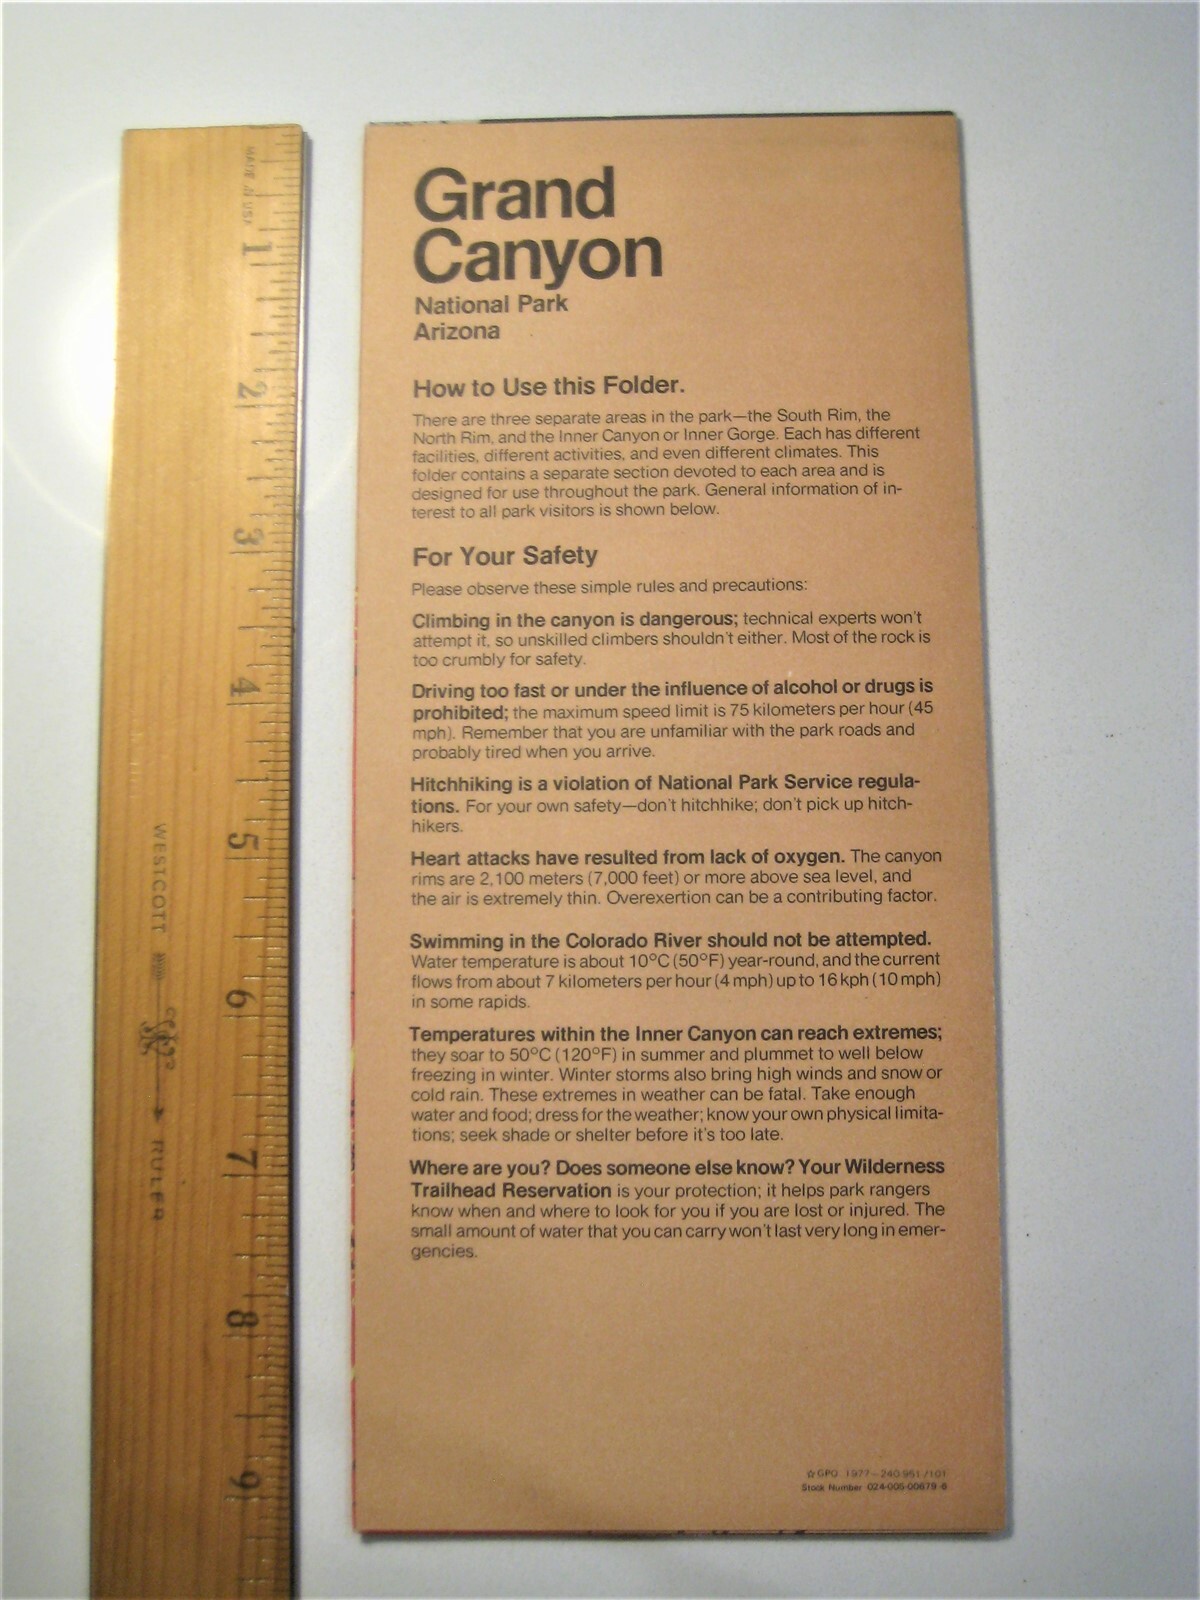 MADE IN USA
1
2
3
4
5
6
7
8
9
WESTCOTT
RULER
Grand
Canyon
National Park
Arizona
How to Use this Folder.
There are three separate areas in the park—the South Rim, the
North Rim, and the Inner Canyon or Inner Gorge. Each has different
facilities, different activities, and even different climates. This
folder contains a separate section devoted to each area and is
designed for use throughout the park. General information of in-
terest to all park visitors is shown below.
For Your Safety
Please observe these simple rules and precautions:
Climbing in the canyon is dangerous; technical experts won't
attempt it, so unskilled climbers shouldn't either. Most of the rock is
too crumbly for safety.
Driving too fast or under the influence of alcohol or drugs is
prohibited; the maximum speed limit is 75 kilometers per hour (45
mph). Remember that you are unfamiliar with the park roads and
probably tired when you arrive.
Hitchhiking is a violation of National Park Service regula-
tions. For your own safety—don't hitchhike; don't pick up hitch-
hikers.
Heart attacks have resulted from lack of oxygen. The canyon
rims are 2,100 meters (7,000 feet) or more above sea level, and
the air is extremely thin. Overexertion can be a contributing factor.
Swimming in the Colorado River should not be attempted.
Water temperature is about 10°C (50°F) year-round, and the current
flows from about 7 kilometers per hour (4 mph) up to 16 kph (10 mph)
in some rapids.
Temperatures within the Inner Canyon can reach extremes;
they soar to 50°C (120°F) in summer and plummet to well below
freezing in winter. Winter storms also bring high winds and snow or
cold rain. These extremes in weather can be fatal. Take enough
water and food; dress for the weather; know your own physical limita-
tions; seek shade or shelter before it's too late.
Where are you? Does someone else know? Your Wilderness
Trailhead Reservation is your protection; it helps park rangers
know when and where to look for you if you are lost or injured. The
small amount of water that you can carry won't last very long in emer-
gencies.
☆ GPO 1977—240 951/101
Stock Number 024-005-00679-6